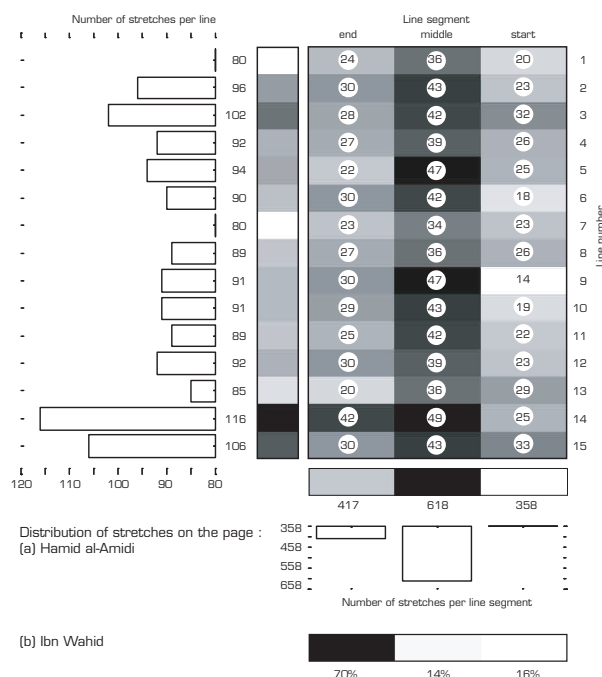 Number of stretches per line
Line segment
end middle start
80 24 36 20 1
96 30 43 23 2
102 28 42 32 3
92 27 39 26 4
94 22 47 25 5
90 30 42 18 6
80 23 34 23 7
89 27 36 26 8
91 30 47 14 9
91 29 43 19 10
89 25 42 22 11
92 30 39 23 12
85 20 36 29 13
116 42 49 25 14
106 30 43 33 15
Line number
120 110 100 90 80
417 618 358
Distribution of stretches on the page :
(a) Hamid al-Amidi
358
458
558
658
Number of stretches per line segment
(b) Ibn Wahid
70% 14% 16%